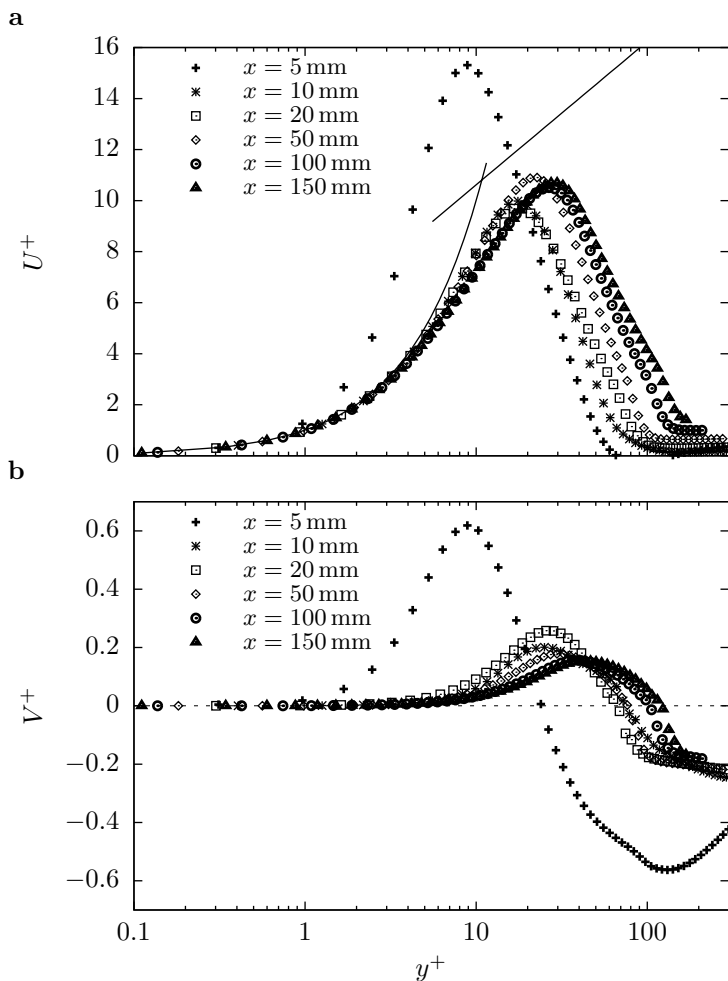 a
16
14
12
10
8
6
4
2
0
U⁺
x = 5 mm
x = 10 mm
x = 20 mm
x = 50 mm
x = 100 mm
x = 150 mm
b
0.6
0.4
0.2
0
−0.2
−0.4
−0.6
V⁺
x = 5 mm
x = 10 mm
x = 20 mm
x = 50 mm
x = 100 mm
x = 150 mm
0.1 1 10 100
y⁺